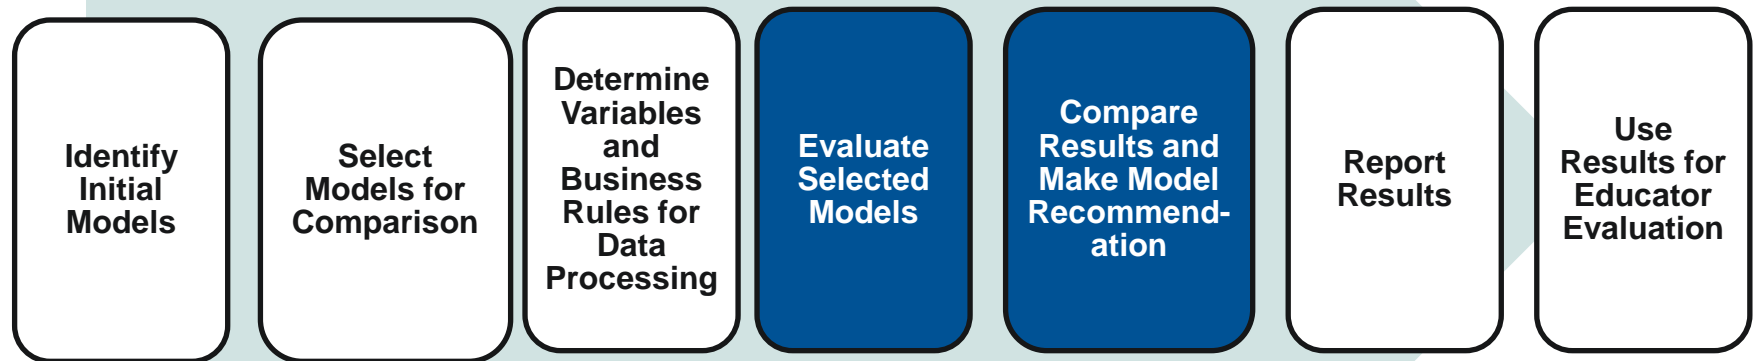 Identify
Initial
Models
Select
Models for
Comparison
Determine
Variables
and
Business
Rules for
Data
Processing
Evaluate
Selected
Models
Compare
Results and
Make Model
Recommend-
ation
Report
Results
Use
Results for
Educator
Evaluation